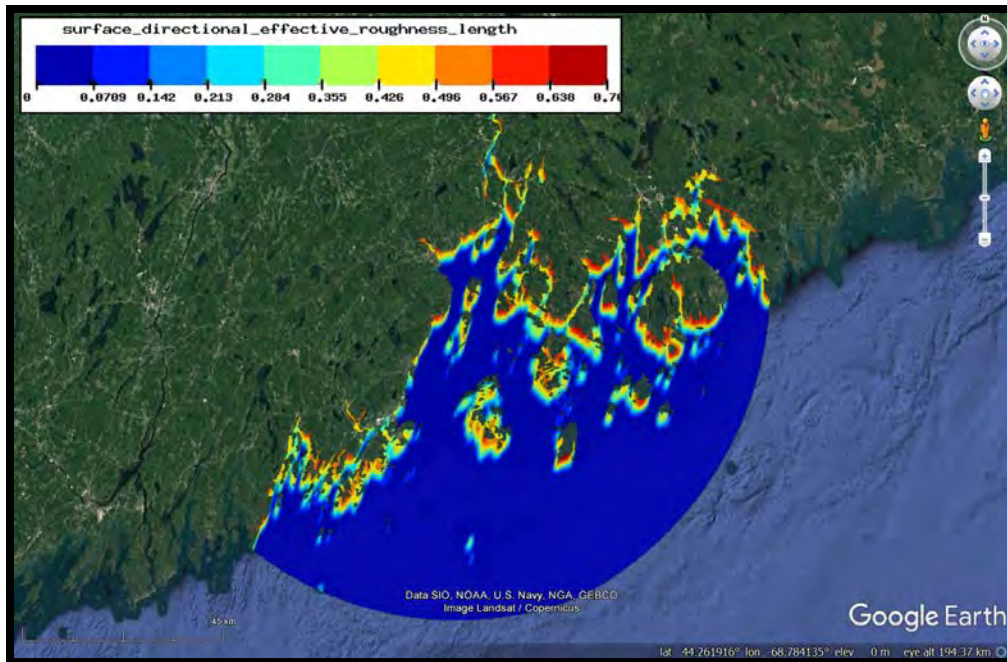 surface_directional_effective_roughness_length
0 0.0709 0.142 0.213 0.284 0.355 0.426 0.496 0.567 0.638
N
Data SIO, NOAA, U.S. Navy, NGA, GEBCO
Image Landsat / Copernicus
45 km
Google Earth
lat 44.261916° lon -68.784135° elev 0 m eye alt 194.37 km